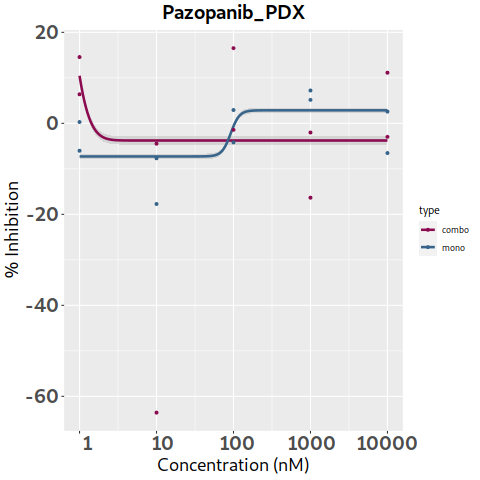 Pazopanib_PDX
20
0
-20
-40
-60
% Inhibition
1 10 100 1000 10000
Concentration (nM)
type
combo
mono